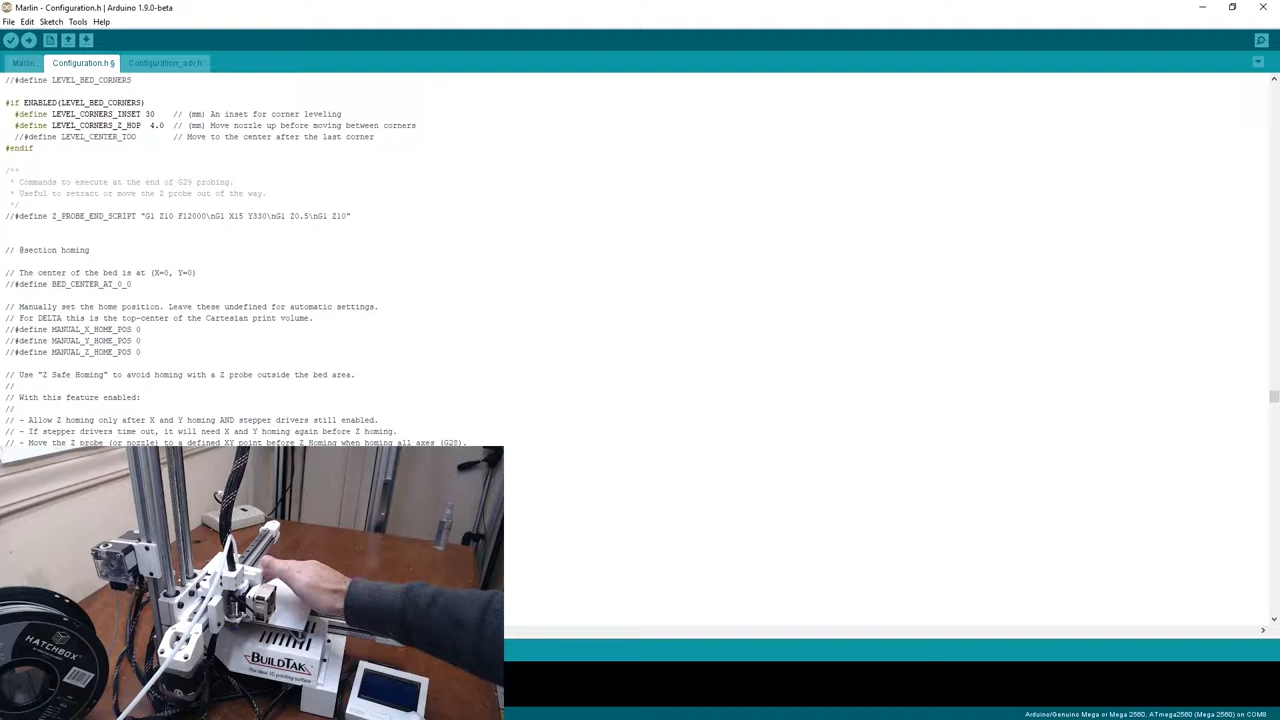 Marlin - Configuration.h | Arduino 1.9.0-beta
File Edit Sketch Tools Help
Marlin Configuration.h § Configuration_adv.h
//#define LEVEL_BED_CORNERS
#if ENABLED(LEVEL_BED_CORNERS)
#define LEVEL_CORNERS_INSET 30 // (mm) An inset for corner leveling
#define LEVEL_CORNERS_Z_HOP 4.0 // (mm) Move nozzle up before moving between corners
//#define LEVEL_CENTER_TOO // Move to the center after the last corner
#endif
/**
* Commands to execute at the end of G29 probing.
* Useful to retract or move the Z probe out of the way.
*/
//#define Z_PROBE_END_SCRIPT "G1 Z10 F12000\nG1 X15 Y330\nG1 Z0.5\nG1 Z10"
// @section homing
// The center of the bed is at (X=0, Y=0)
//#define BED_CENTER_AT_0_0
// Manually set the home position. Leave these undefined for automatic settings.
// For DELTA this is the top-center of the Cartesian print volume.
//#define MANUAL_X_HOME_POS 0
//#define MANUAL_Y_HOME_POS 0
//#define MANUAL_Z_HOME_POS 0
// Use "Z Safe Homing" to avoid homing with a Z probe outside the bed area.
//
// With this feature enabled:
//
// - Allow Z homing only after X and Y homing AND stepper drivers still enabled.
// - If stepper drivers time out, it will need X and Y homing again before Z homing.
// - Move the Z probe (or nozzle) to a defined XY point before Z Homing when homing all axes (G28).
HATCHBOX
BUILDTAK
The ideal 3D printing surface
Arduino/Genuino Mega or Mega 2560, ATmega2560 (Mega 2560) on COM8